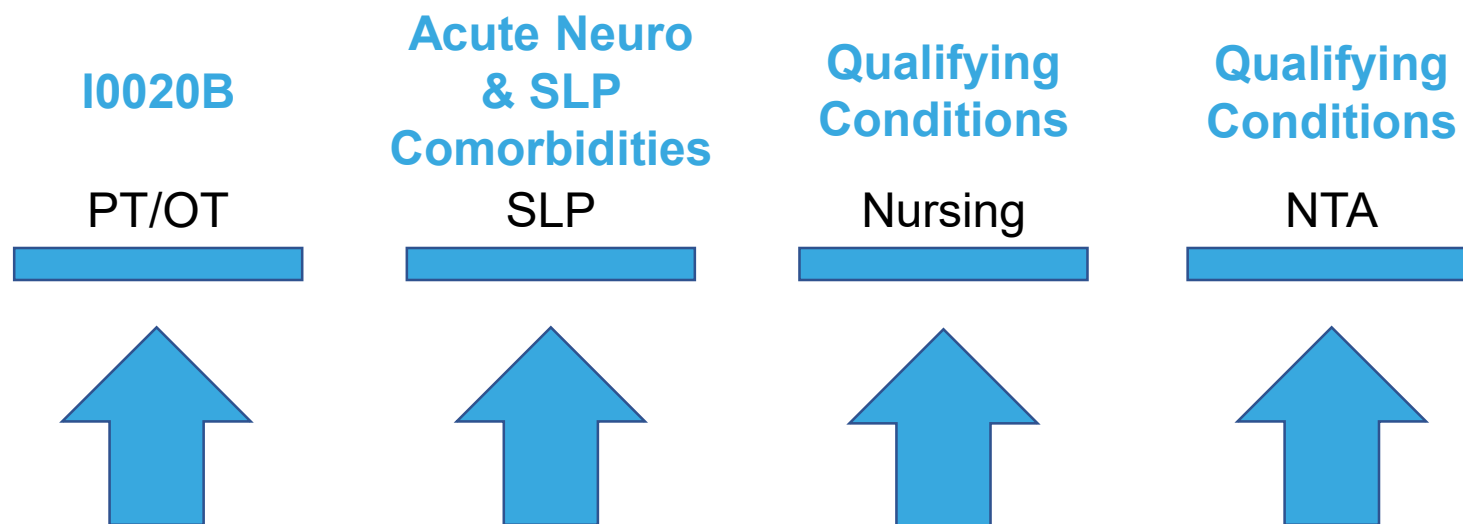 I0020B
PT/OT
Acute Neuro
& SLP
Comorbidities
SLP
Qualifying
Conditions
Nursing
Qualifying
Conditions
NTA